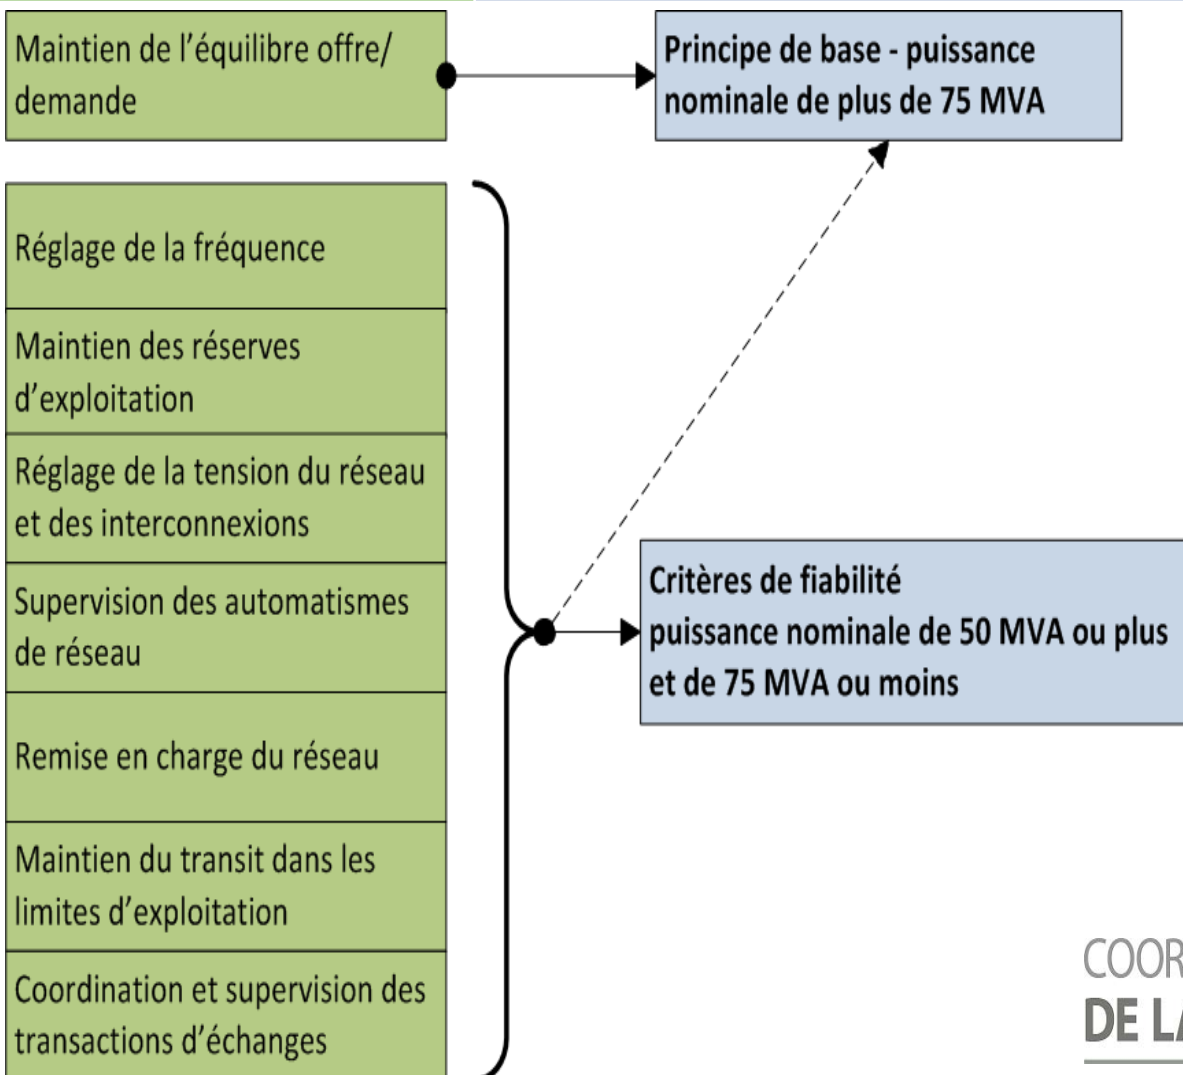 Maintien de l'équilibre offre/
demande
Principe de base - puissance
nominale de plus de 75 MVA
Réglage de la fréquence
Maintien des réserves
d'exploitation
Réglage de la tension du réseau
et des interconnexions
Supervision des automatismes
de réseau
Critères de fiabilité
puissance nominale de 50 MVA ou plus
et de 75 MVA ou moins
Remise en charge du réseau
Maintien du transit dans les
limites d'exploitation
Coordination et supervision des
transactions d'échanges
COOR
DE LA